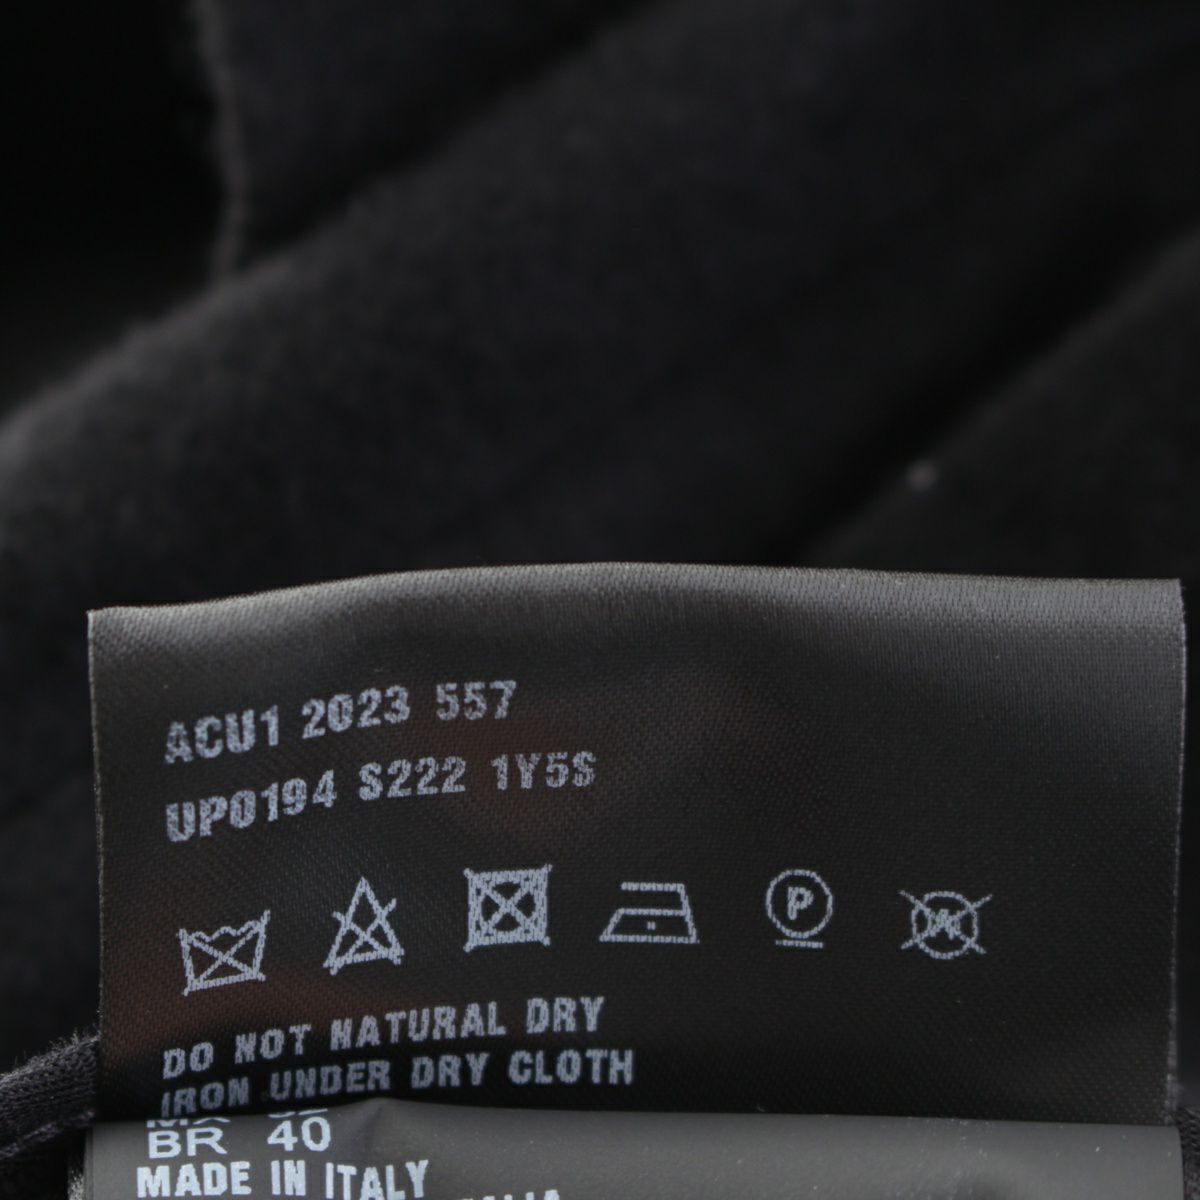 ACU1 2023 557
UP0194 S222 1Y5S
P
W
DO NOT NATURAL DRY
IRON UNDER DRY CLOTH
BR 40
MADE IN ITALY